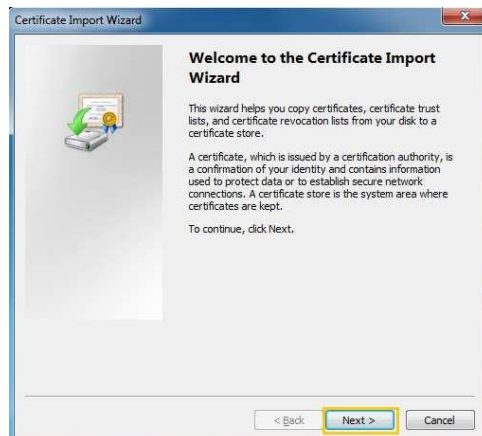 Certificate Import Wizard
Welcome to the Certificate Import
Wizard
This wizard helps you copy certificates, certificate trust
lists, and certificate revocation lists from your disk to a
certificate store.
A certificate, which is issued by a certification authority, is
a confirmation of your identity and contains information
used to protect data or to establish secure network
connections. A certificate store is the system area where
certificates are kept.
To continue, click Next.
< Back Next > Cancel